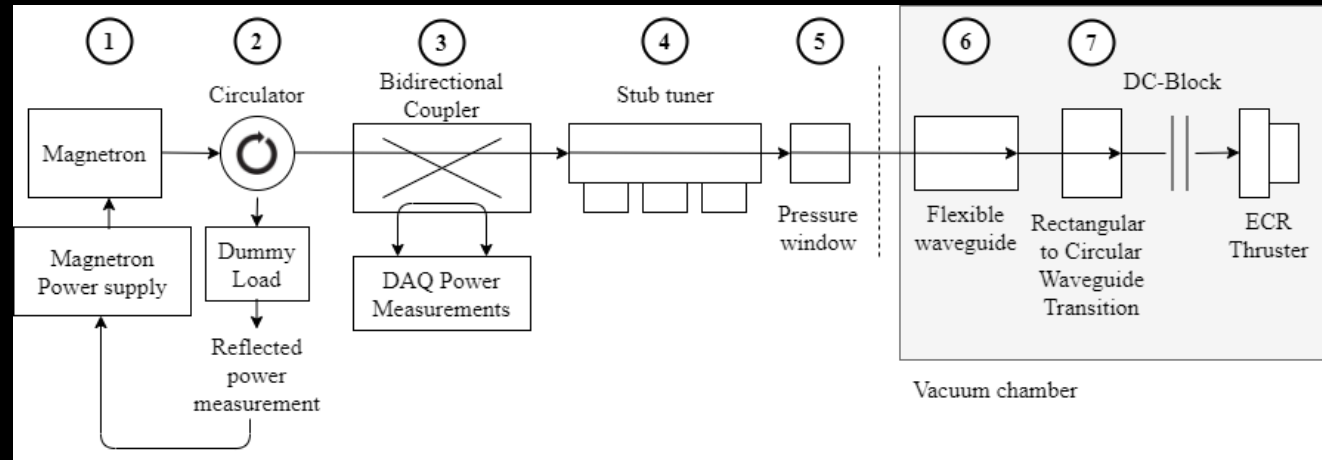 1
2
3
4
5
6
7
Circulator
Bidirectional
Coupler
Stub tuner
DC-Block
Magnetron
Magnetron
Power supply
Dummy
Load
Reflected
power
measurement
DAQ Power
Measurements
Pressure
window
Flexible
waveguide
Rectangular
to Circular
Waveguide
Transition
ECR
Thruster
Vacuum chamber